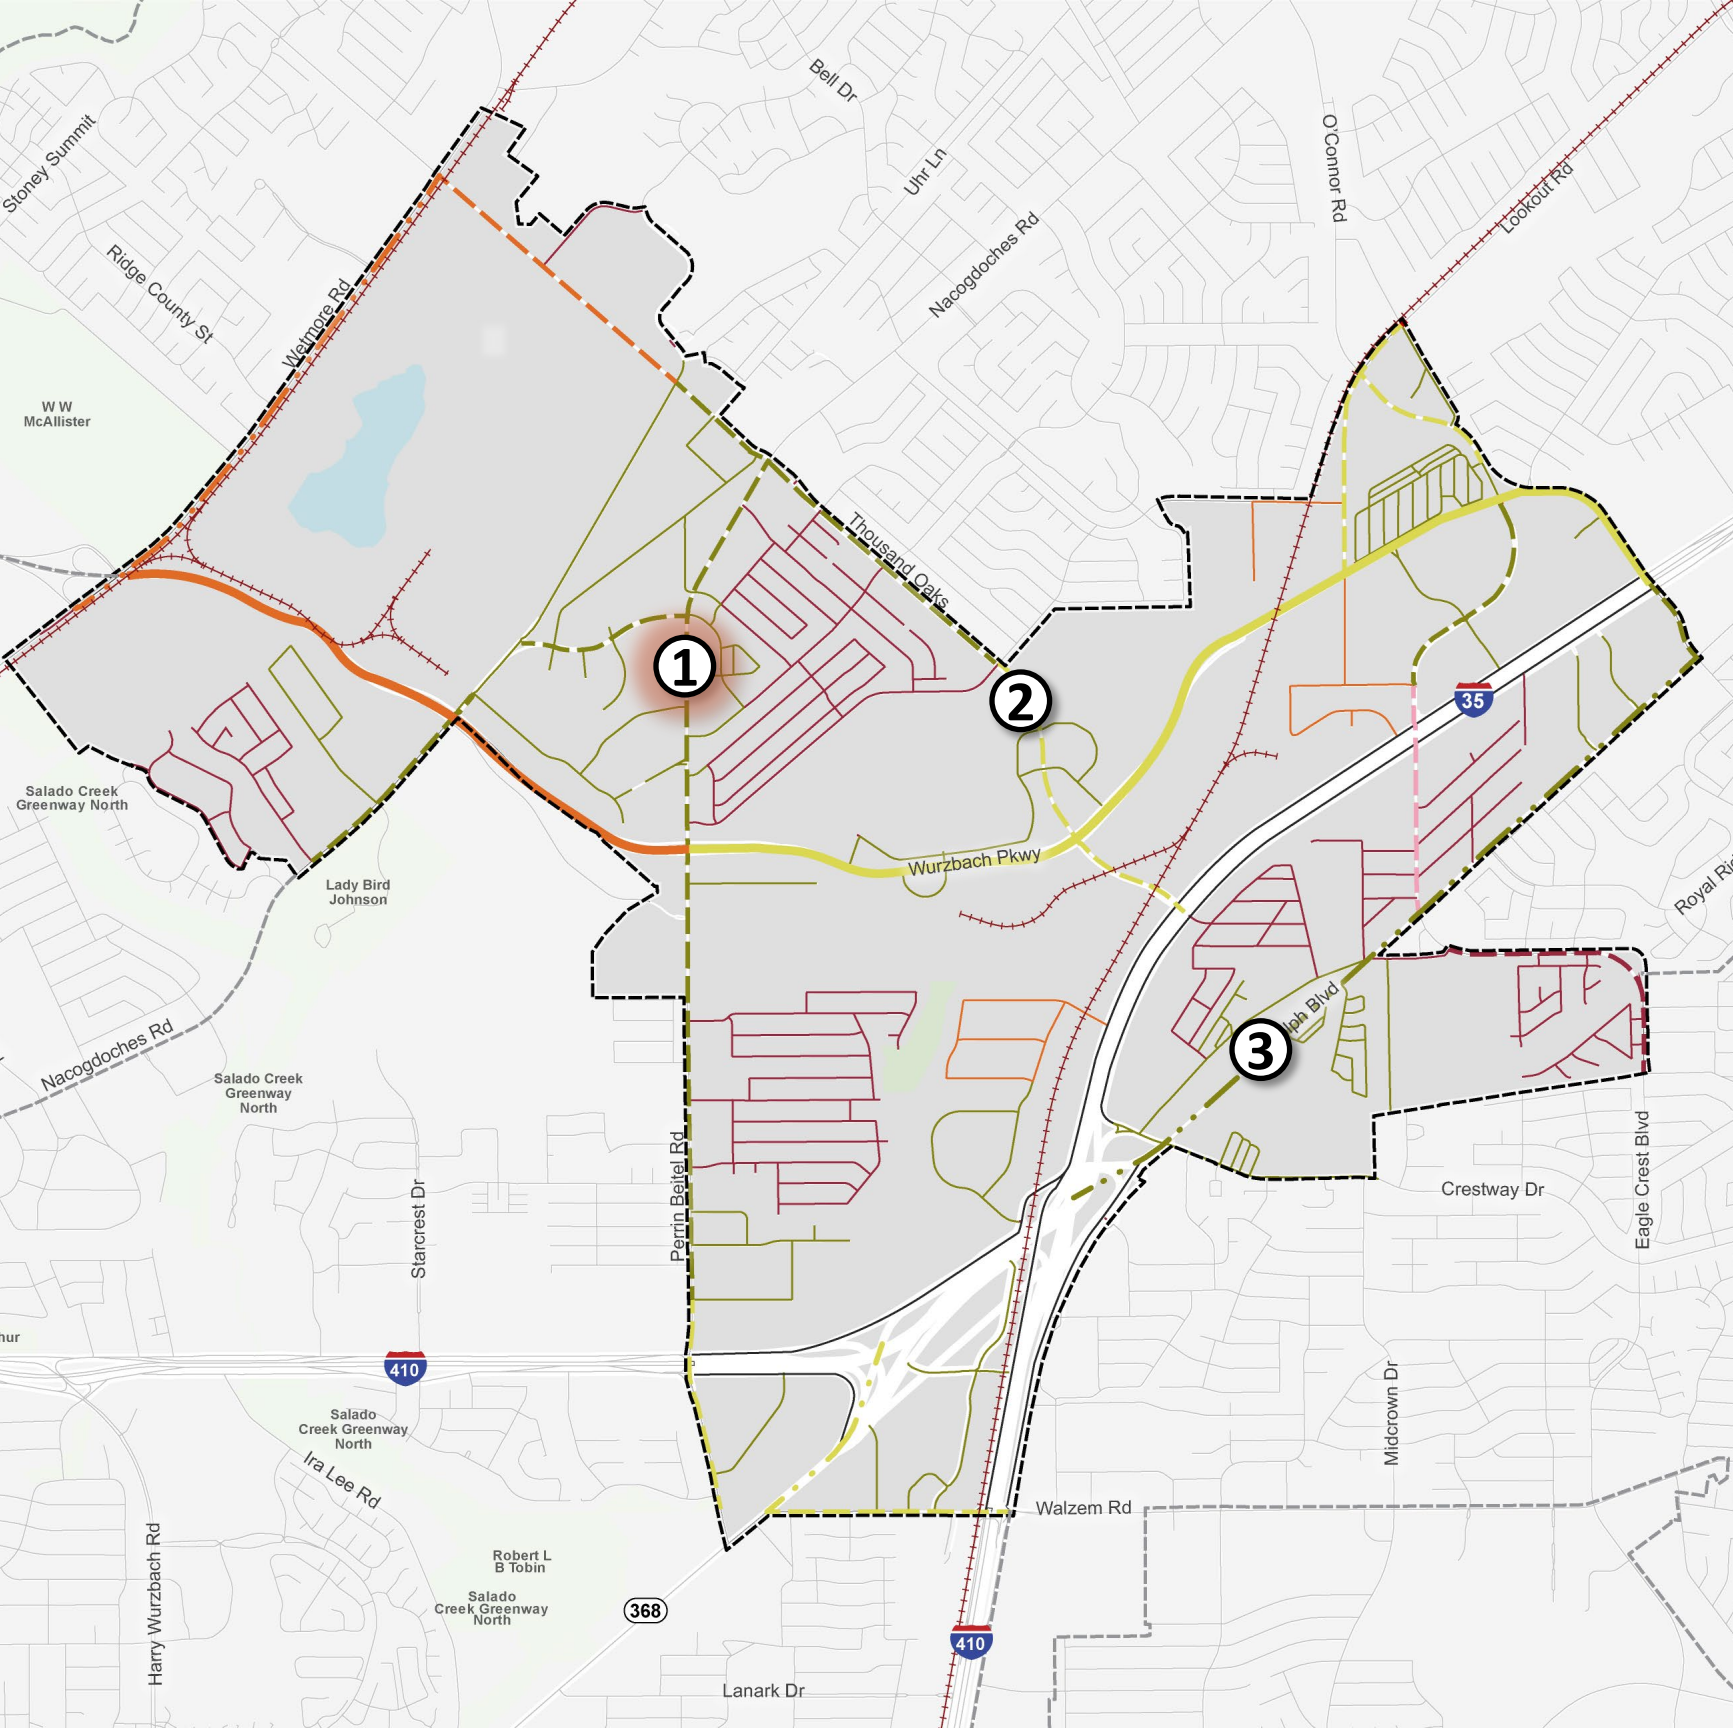 Bell Dr
Stoney Summit
O'Connor Rd
Uhr Ln
Lookout Rd
Nacogdoches Rd
Ridge County St
Wetmore Rd
W W
McAllister
Thousand Oaks
1
2
35
Salado Creek
Greenway North
Wurzbach Pkwy
Lady Bird
Johnson
Royal
Nacogdoches Rd
lph Blvd
3
Salado Creek
Greenway
North
Perrin Beitel Rd
Starcrest Dr
Crestway Dr
Eagle Crest Blvd
hur
410
Salado
Creek Greenway
North
Ira Lee Rd
Midcrown Dr
Walzem Rd
Harry Wurzbach Rd
Robert L
B Tobin
Salado
Creek Greenway
North
368
410
Lanark Dr